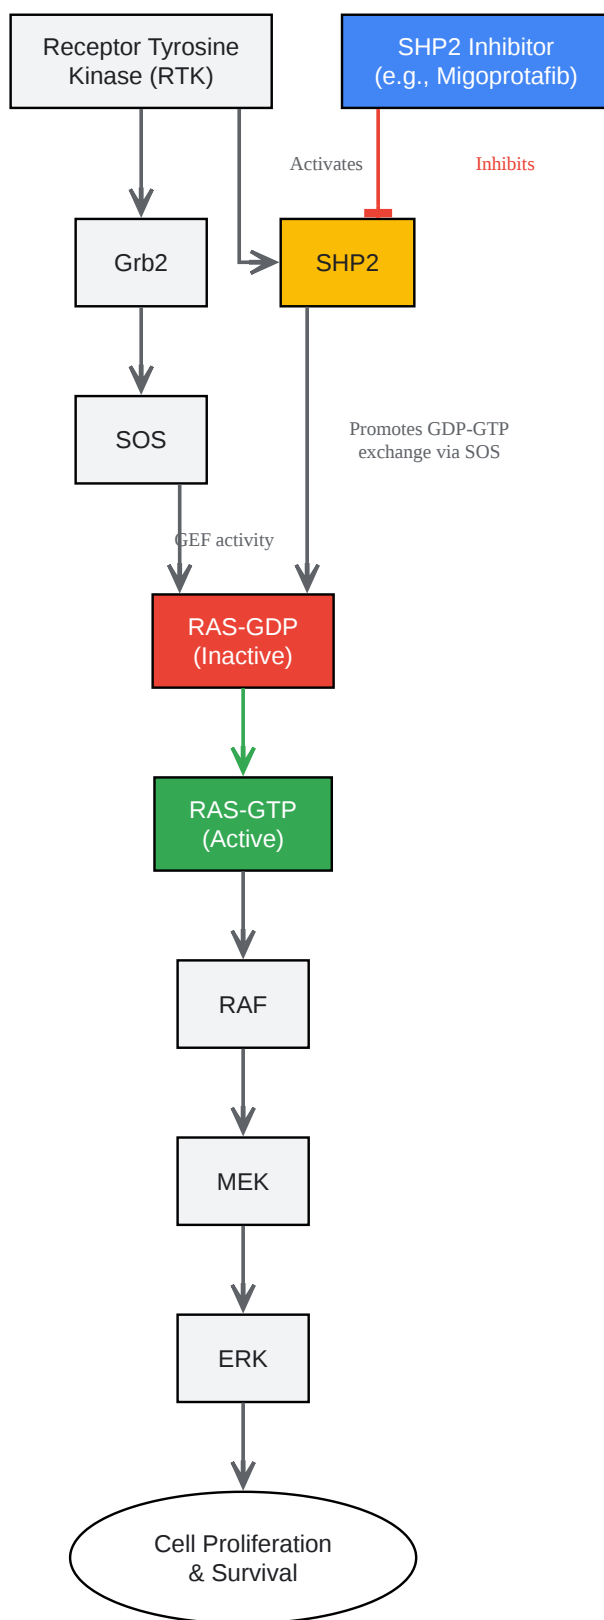 Receptor Tyrosine
Kinase (RTK)
SHP2 Inhibitor
(e.g., Migoprotafib)
Activates
Inhibits
Grb2
SHP2
SOS
Promotes GDP-GTP
exchange via SOS
GEF activity
RAS-GDP
(Inactive)
RAS-GTP
(Active)
RAF
MEK
ERK
Cell Proliferation
& Survival